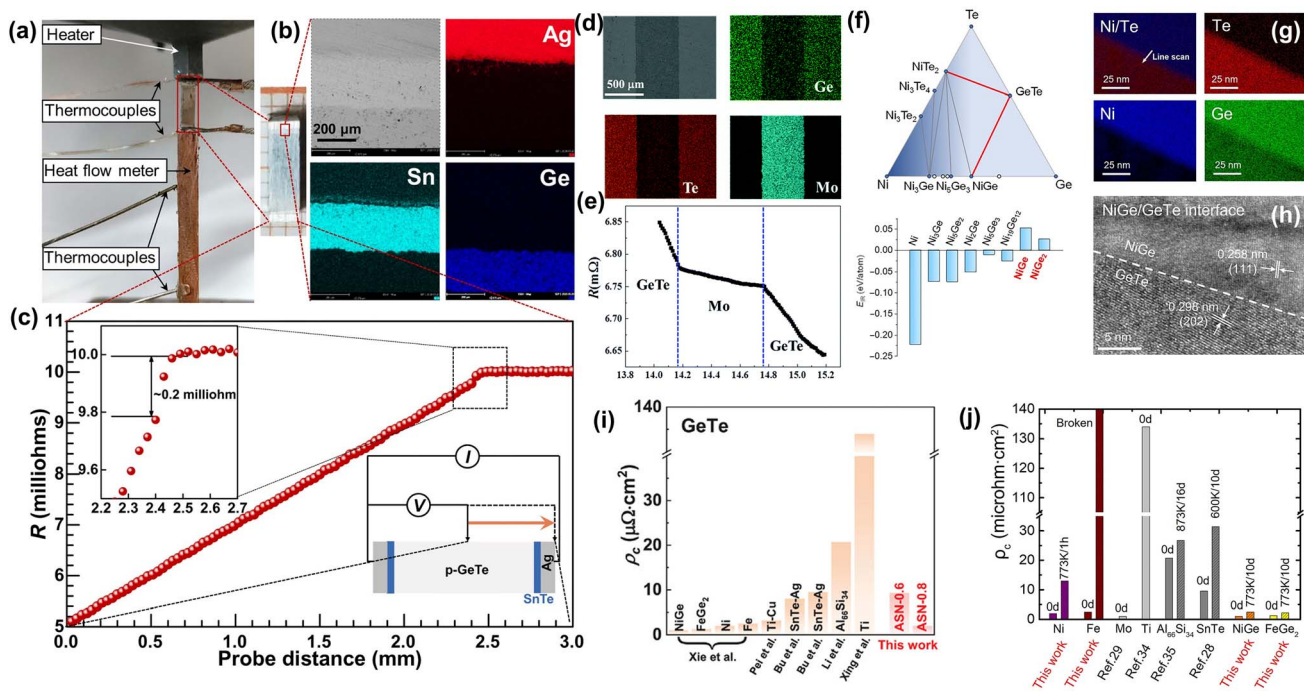 (a)
Heater
Thermocouples
Heat flow meter
Thermocouples
(b)
Ag
200 μm
Sn
Ge
(c)
R (milliohms)
11
10
9
8
7
6
5
10.0
9.8
9.6
~0.2 milliohm
2.2 2.3 2.4 2.5 2.6 2.7
I
V
p-GeTe
Ag
SnTe
0.0 0.5 1.0 1.5 2.0 2.5 3.0
Probe distance (mm)
(d)
500 μm
Ge
Te
Mo
(e)
R(mΩ)
6.85
6.80
6.75
6.70
6.65
GeTe
Mo
GeTe
13.8 14.0 14.2 14.4 14.6 14.8 15.0 15.2
(f)
Te
NiTe2
GeTe
Ni3Te4
Ni3Te2
Ni
Ni3Ge
Ni5Ge3
NiGe
Ge
Ni
Ni3Ge
Ni5Ge2
Ni2Ge
Ni5Ge3
Ni19Ge12
NiGe
NiGe2
0.05
0.00
-0.05
-0.10
-0.15
-0.20
-0.25
(g)
Ni/Te
Line scan
25 nm
Te
25 nm
Ni
25 nm
Ge
25 nm
(h)
NiGe/GeTe interface
NiGe
0.258 nm
(111)
GeTe
0.296 nm
(202)
5 nm
(i)
GeTe
ρc (μΩ·cm2)
140
30
20
10
0
NiGe
FeGe2
Ni
Fe
Ti-Cu
SnTe-Ag
SnTe-Ag
Al66Si34
Ti
ASN-0.6
ASN-0.8
Xie et al.
Pei et al.
Bu et al.
Bu et al.
Li et al.
Xing et al.
This work
(j)
ρc (microhm·cm2)
140
130
120
110
100
50
40
30
20
10
0
0d
773K/1h
0d
Broken
0d
0d
0d
873K/16d
0d
600K/10d
0d
773K/10d
0d
773K/10d
Ni
Fe
Mo
Ti
Al66Si34
SnTe
NiGe
FeGe2
This work
This work
Ref.29
Ref.34
Ref.35
Ref.28
This work
This work